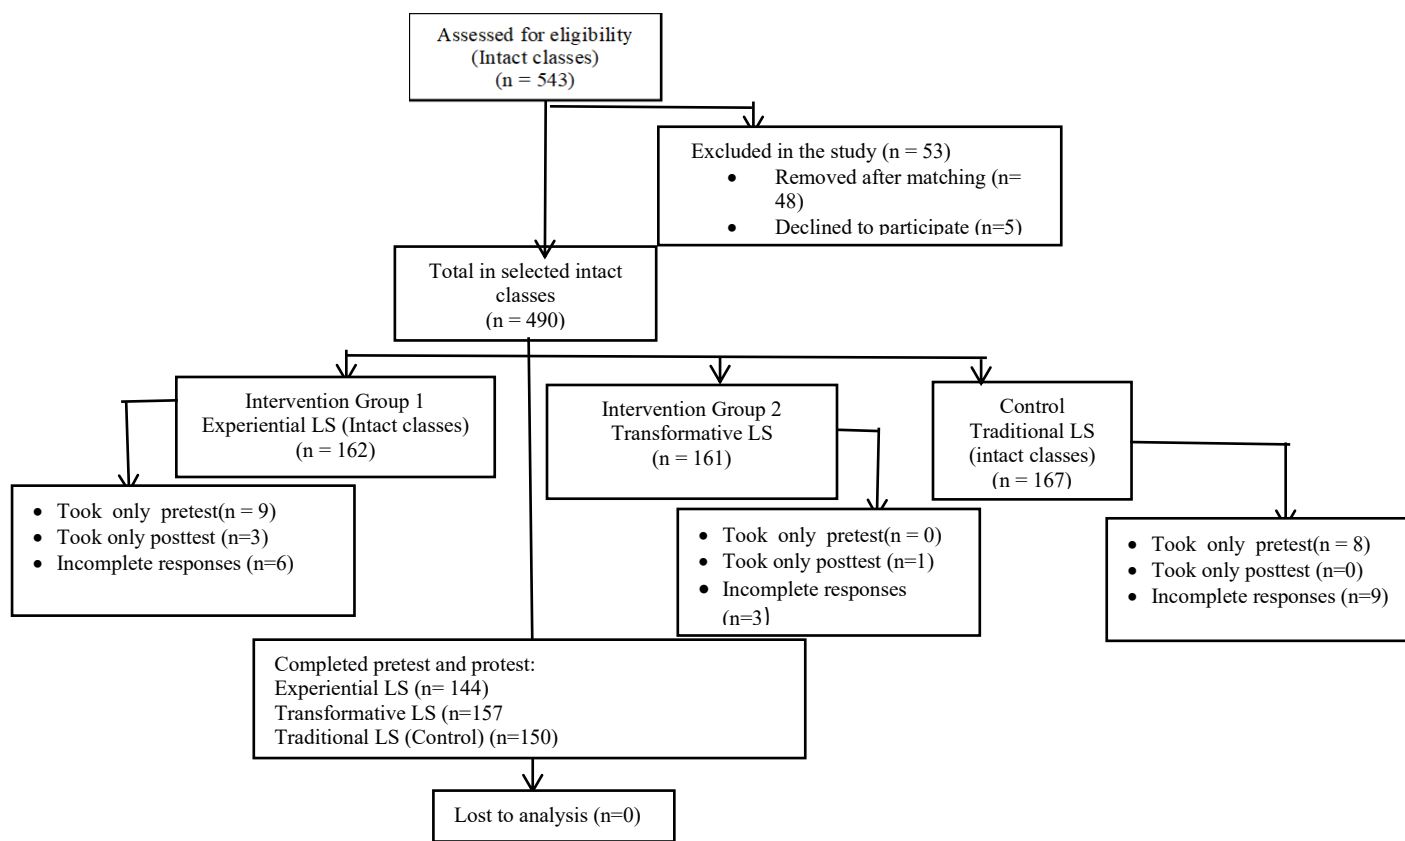 Assessed for eligibility
(Intact classes)
(n = 543)
Excluded in the study (n = 53)
• Removed after matching (n=
48)
• Declined to participate (n=5)
Total in selected intact
classes
(n = 490)
Intervention Group 1
Experiential LS (Intact classes)
(n = 162)
Intervention Group 2
Transformative LS
(n = 161)
Control
Traditional LS
(intact classes)
(n = 167)
• Took only pretest(n = 9)
• Took only posttest (n=3)
• Incomplete responses (n=6)
• Took only pretest(n = 0)
• Took only posttest (n=1)
• Incomplete responses
(n=3)
• Took only pretest(n = 8)
• Took only posttest (n=0)
• Incomplete responses (n=9)
Completed pretest and protest:
Experiential LS (n= 144)
Transformative LS (n=157
Traditional LS (Control) (n=150)
Lost to analysis (n=0)